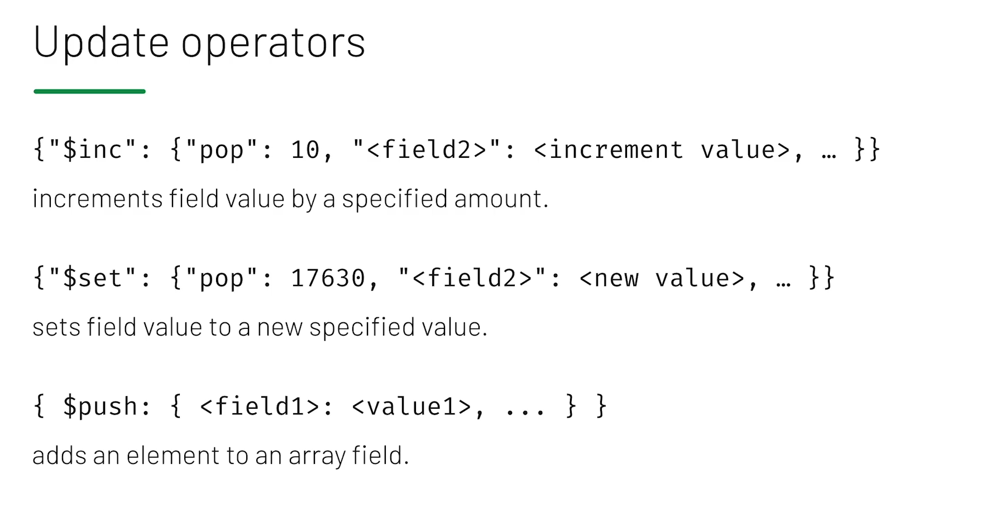 Update operators
{"$inc": {"pop": 10, "<field2>": <increment value>, … }}
increments field value by a specified amount.
{"$set": {"pop": 17630, "<field2>": <new value>, … }}
sets field value to a new specified value.
{ $push: { <field1>: <value1>, ... } }
adds an element to an array field.